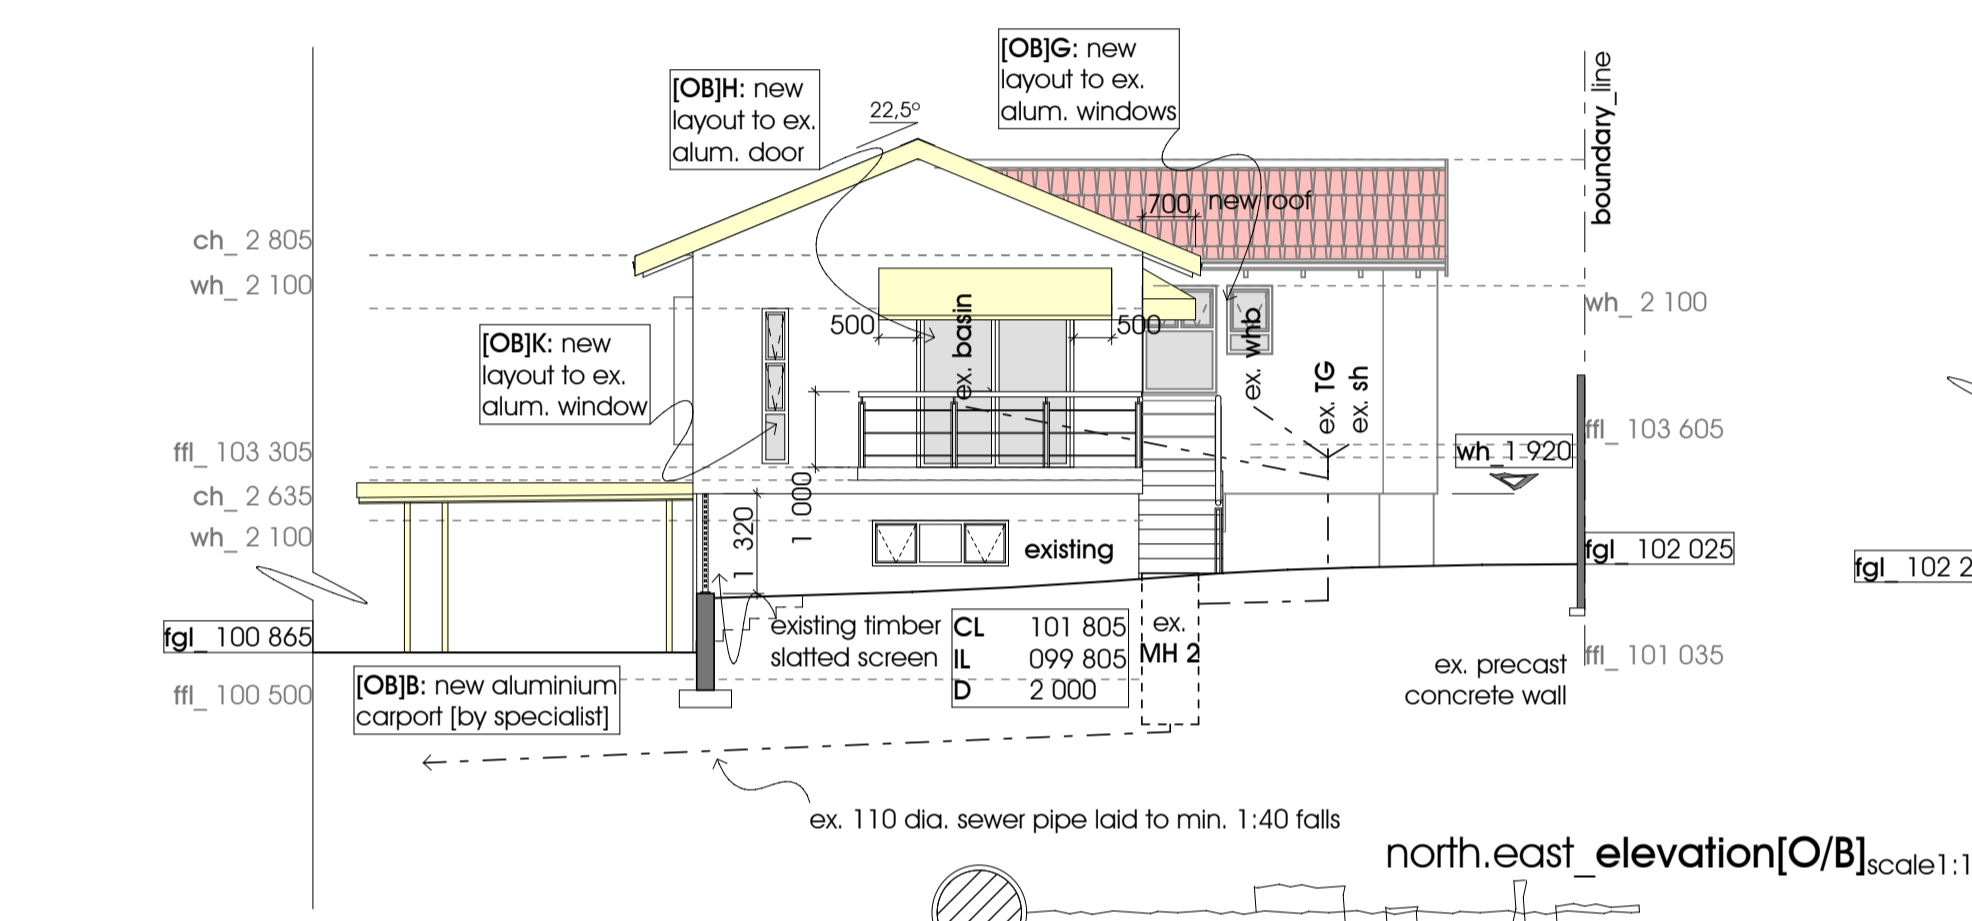 [OB]G: new
layout to ex.
alum. windows
[OB]H: new
layout to ex.
alum. door
22,5°
boundary_line
700
new roof
ch_ 2 805
wh_ 2 100
wh_ 2 100
500
500
ex. basin
ex. whb
[OB]K: new
layout to ex.
alum. window
ex. TG
ex. sh
ffl_ 103 305
ffl_ 103 605
wh_1 920
ch_ 2 635
wh_ 2 100
1 000
1 320
existing
fgl_ 102 025
fgl_ 102 2
fgl_ 100 865
existing timber
slatted screen
CL 101 805
IL 099 805
D 2 000
ex.
MH 2
ffl_ 101 035
ex. precast
concrete wall
ffl_ 100 500
[OB]B: new aluminium
carport [by specialist]
ex. 110 dia. sewer pipe laid to min. 1:40 falls
north.east_elevation[O/B]scale1:1